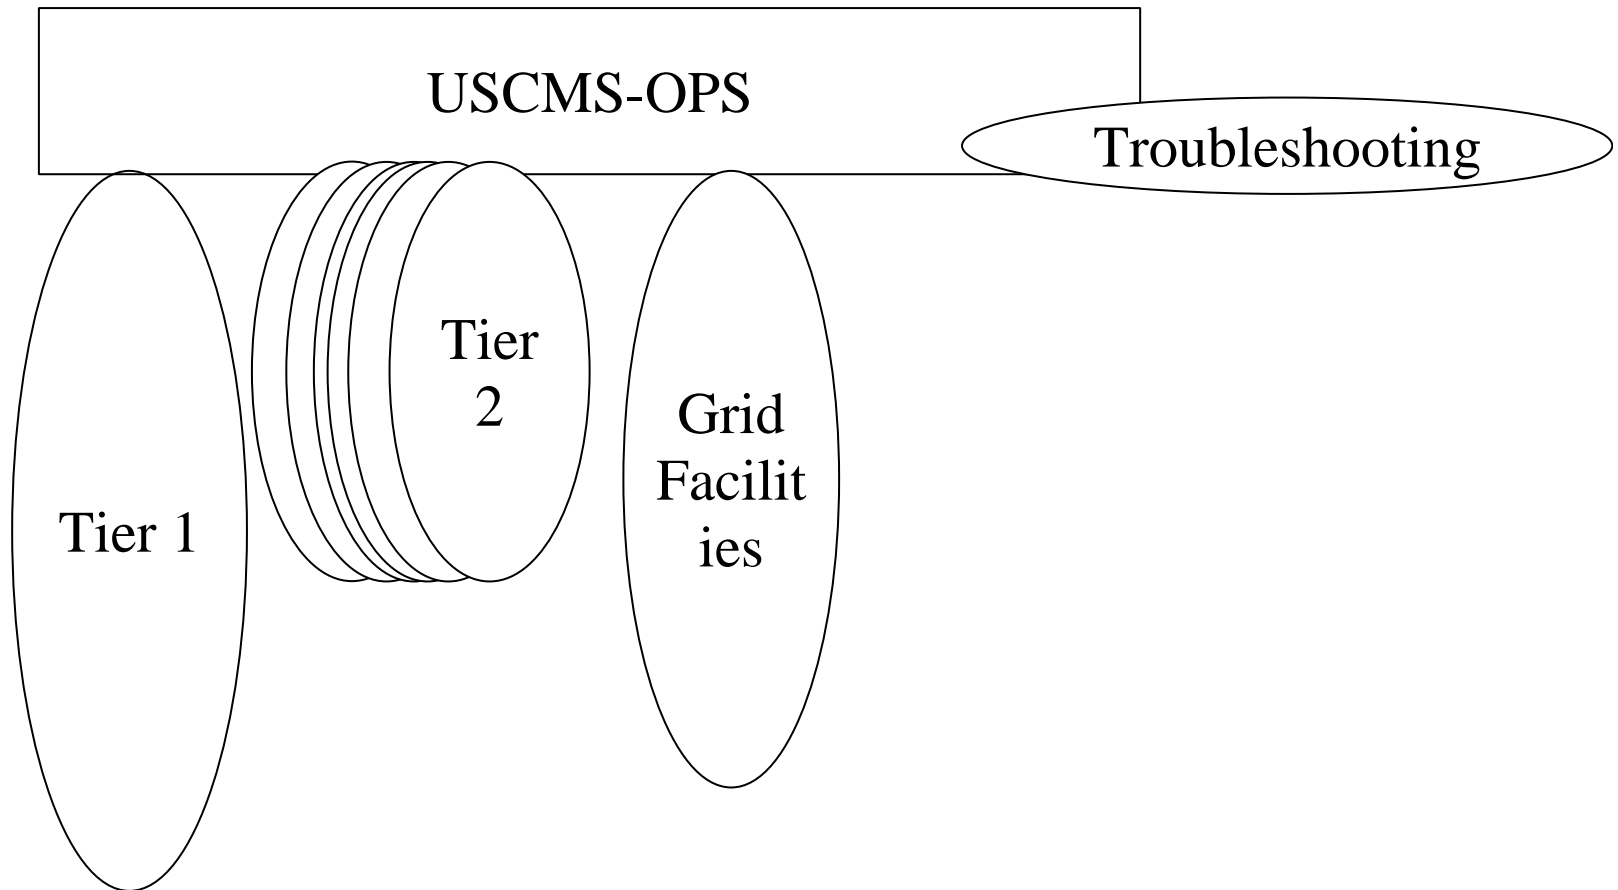 USCMS-OPS
Troubleshooting
Tier
2
Grid
Facilit
ies
Tier 1